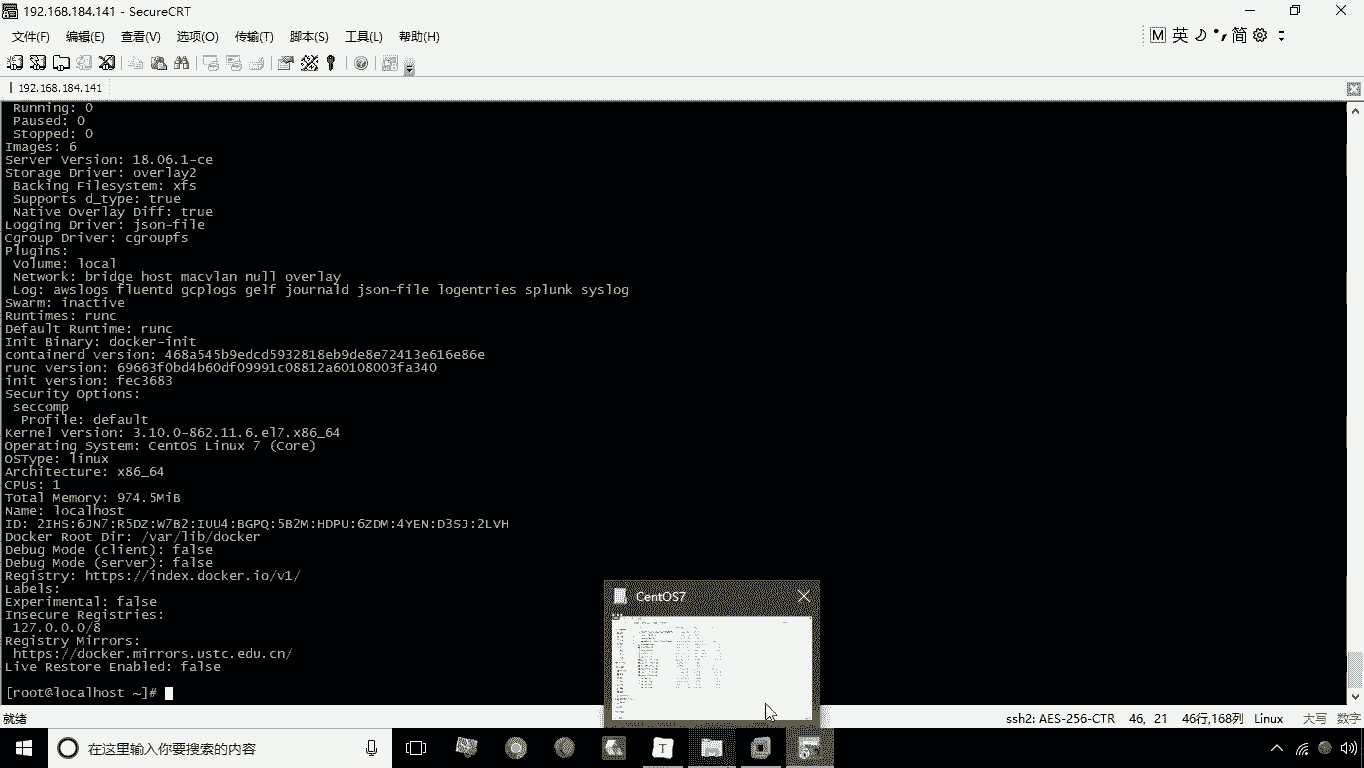 192.168.184.141 - SecureCRT
文件(F) 编辑(E) 查看(V) 选项(O) 传输(T) 脚本(S) 工具(L) 帮助(H)
M 英 简
192.168.184.141
Running: 0
Paused: 0
Stopped: 0
Images: 6
Server Version: 18.06.1-ce
Storage Driver: overlay2
Backing Filesystem: xfs
Supports d_type: true
Native Overlay Diff: true
Logging Driver: json-file
Cgroup Driver: cgroupfs
Plugins:
Volume: local
Network: bridge host macvlan null overlay
Log: awslogs fluentd gcplogs gelf journald json-file logentries splunk syslog
Swarm: inactive
Runtimes: runc
Default Runtime: runc
Init Binary: docker-init
containerd version: 468a545b9edcd5932818eb9de8e72413e616e86e
runc version: 69663f0bd4b60df09991c08812a60108003fa340
init version: fec3683
Security Options:
seccomp
Profile: default
Kernel Version: 3.10.0-862.11.6.el7.x86_64
Operating System: CentOS Linux 7 (Core)
OSType: linux
Architecture: x86_64
CPUs: 1
Total Memory: 974.5MiB
Name: localhost
ID: 2IHS:6JN7:R5DZ:W7B2:IUU4:BGPQ:5B2M:HDPU:6ZDM:4YEN:D3SJ:2LVH
Docker Root Dir: /var/lib/docker
Debug Mode (client): false
Debug Mode (server): false
Registry: https://index.docker.io/v1/
Labels:
Experimental: false
Insecure Registries:
127.0.0.0/8
Registry Mirrors:
https://docker.mirrors.ustc.edu.cn/
Live Restore Enabled: false
[root@localhost ~]#
CentOS7
就绪 ssh2: AES-256-CTR 46, 21 46行,168列 Linux 大写 数字
在这里输入你要搜索的内容
T